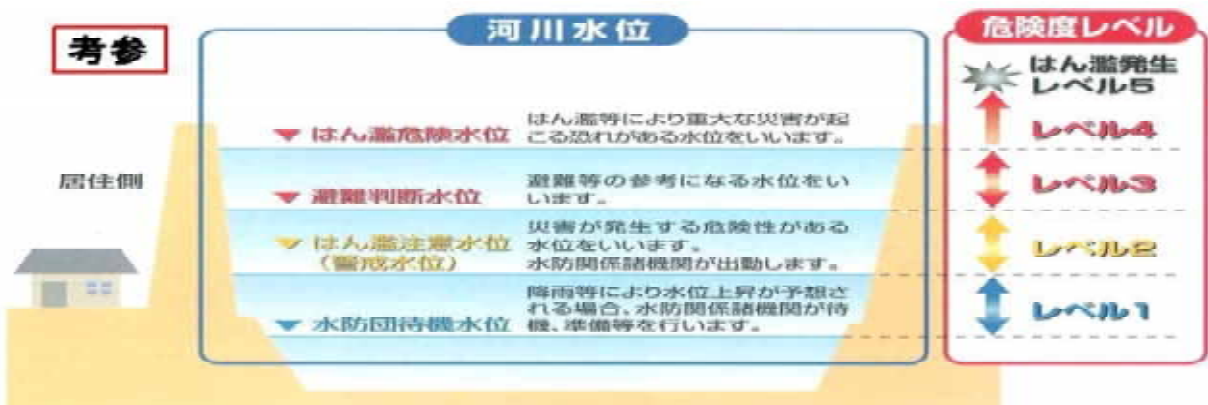 考参
河川水位
危険度レベル
はん濫発生
レベル5
▼ はん濫危険水位
はん濫等により重大な災害が起
こる恐れがある水位をいいます。
レベル4
居住側
▼ 避難判断水位
避難等の参考になる水位をい
います。
レベル3
▼ はん濫注意水位
(警戒水位)
災害が発生する危険性がある
水位をいいます。
水防関係諸機関が出動します。
レベル2
▼ 水防団待機水位
降雨等により水位上昇が予想さ
れる場合、水防関係諸機関が待
機、準備等を行います。
レベル1